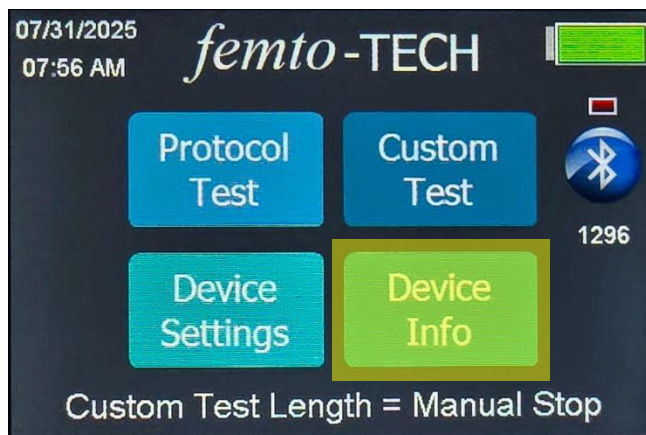 07/31/2025
07:56 AM
femto-TECH
Protocol
Test
Custom
Test
1296
Device
Settings
Device
Info
Custom Test Length = Manual Stop